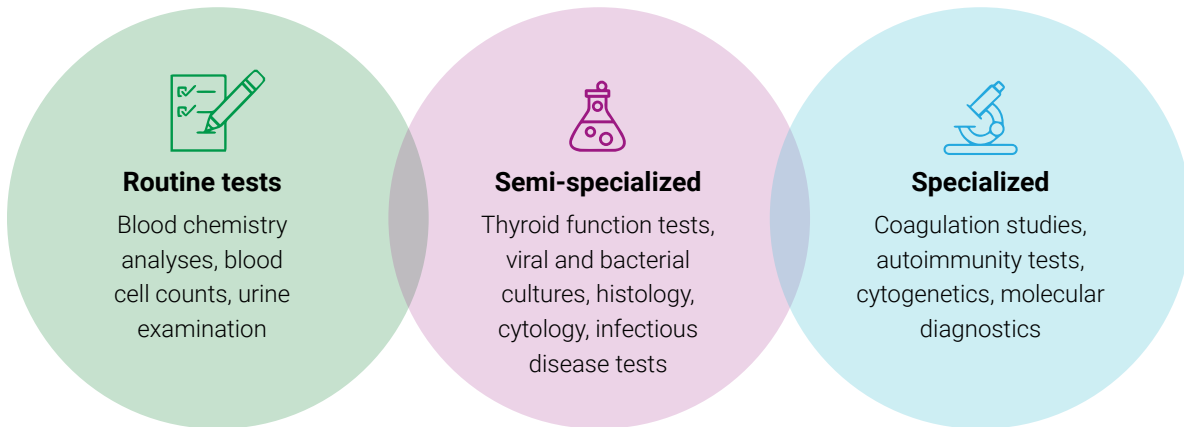 Routine tests
Blood chemistry
analyses, blood
cell counts, urine
examination
Semi-specialized
Thyroid function tests,
viral and bacterial
cultures, histology,
cytology, infectious
disease tests
Specialized
Coagulation studies,
autoimmunity tests,
cytogenetics, molecular
diagnostics